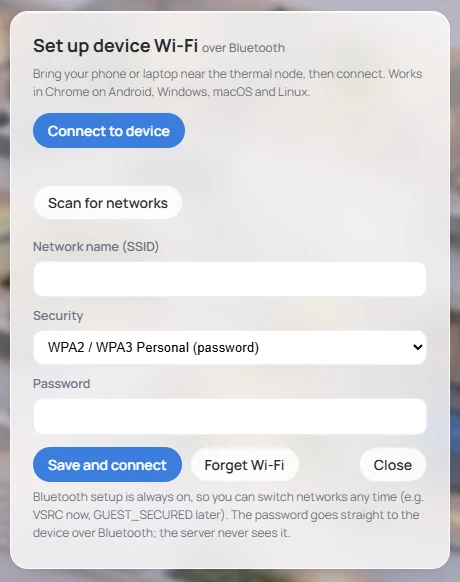 Set up device Wi-Fi over Bluetooth
Bring your phone or laptop near the thermal node, then connect. Works
in Chrome on Android, Windows, macOS and Linux.
Connect to device
Scan for networks
Network name (SSID)
Security
WPA2 / WPA3 Personal (password)
Password
Save and connect Forget Wi-Fi Close
Bluetooth setup is always on, so you can switch networks any time (e.g.
VSRC now, GUEST_SECURED later). The password goes straight to the
device over Bluetooth; the server never sees it.